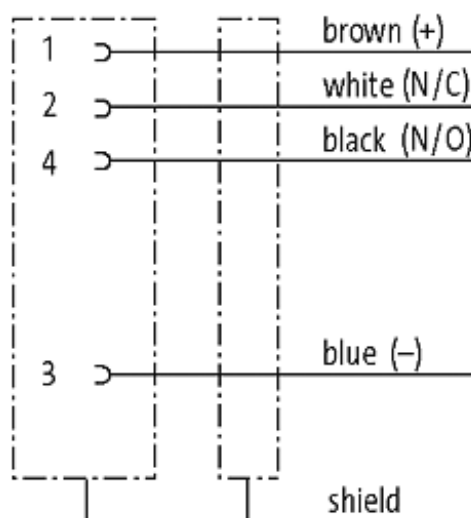 1 brown (+)
2 white (N/C)
4 black (N/O)
3 blue (–)
shield